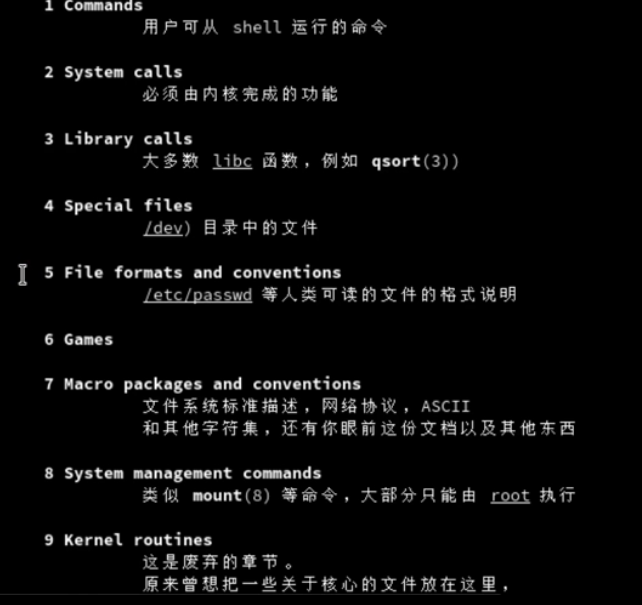 1 Commands
用户可从 shell 运行的命令
2 System calls
必须由内核完成的功能
3 Library calls
大多数 libc 函数，例如 qsort(3))
4 Special files
/dev) 目录中的文件
5 File formats and conventions
/etc/passwd 等人类可读的文件的格式说明
6 Games
7 Macro packages and conventions
文件系统标准描述，网络协议，ASCII
和其他字符集，还有你眼前这份文档以及其他东西
8 System management commands
类似 mount(8) 等命令，大部分只能由 root 执行
9 Kernel routines
这是废弃的章节。
原来曾想把一些关于核心的文件放在这里，